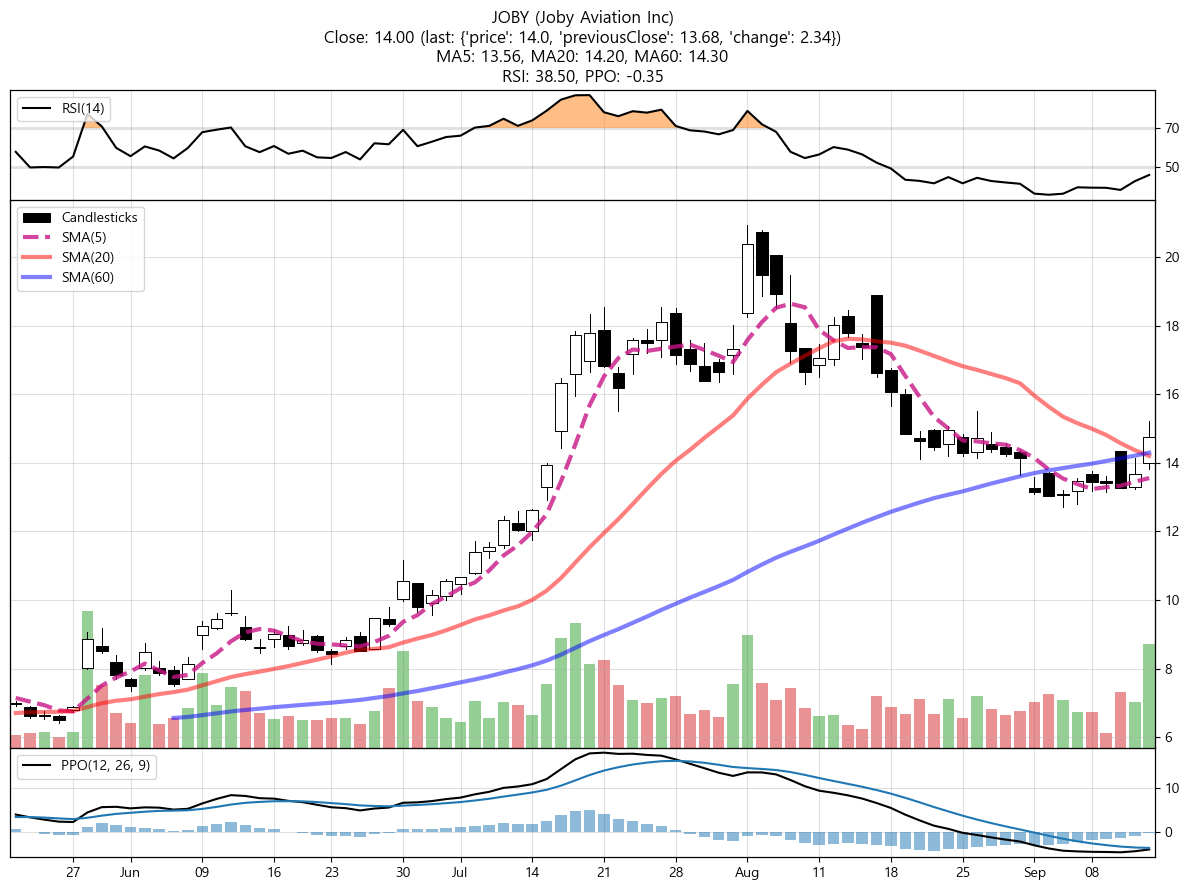 JOBY (Joby Aviation Inc)
Close: 14.00 (last: {'price': 14.0, 'previousClose': 13.68, 'change': 2.34})
MA5: 13.56, MA20: 14.20, MA60: 14.30
RSI: 38.50, PPO: -0.35
RSI(14)
70
50
Candlesticks
SMA(5)
SMA(20)
SMA(60)
20
18
16
14
12
10
8
6
PPO(12, 26, 9)
10
0
27 Jun 09 16 23 30 Jul 14 21 28 Aug 11 18 25 Sep 08